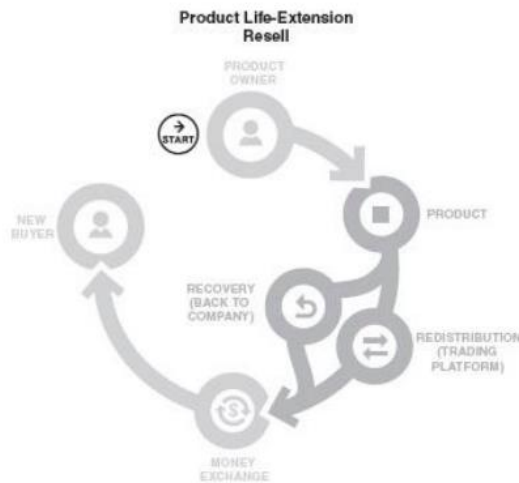 Product Life-Extension
Resell
PRODUCT
OWNER
START
PRODUCT
NEW
BUYER
RECOVERY
(BACK TO
COMPANY)
REDISTRIBUTION
(TRADING
PLATFORM)
$
MONEY
EXCHANGE